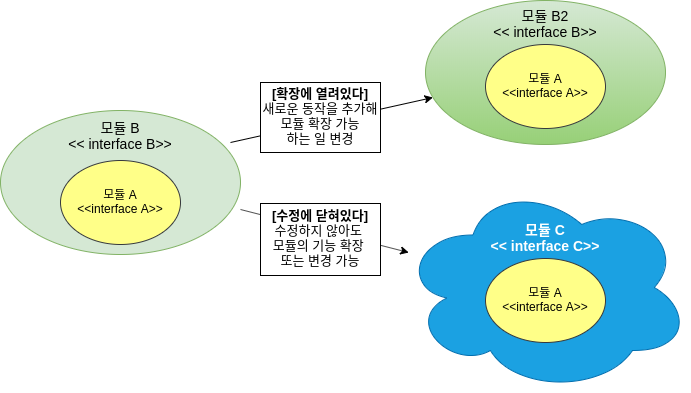 모듈 B2
<< interface B>>
모듈 A
<<interface A>>
[확장에 열려있다]
새로운 동작을 추가해
모듈 확장 가능
하는 일 변경
모듈 B
<< interface B>>
모듈 A
<<interface A>>
[수정에 닫혀있다]
수정하지 않아도
모듈의 기능 확장
또는 변경 가능
모듈 C
<< interface C>>
모듈 A
<<interface A>>